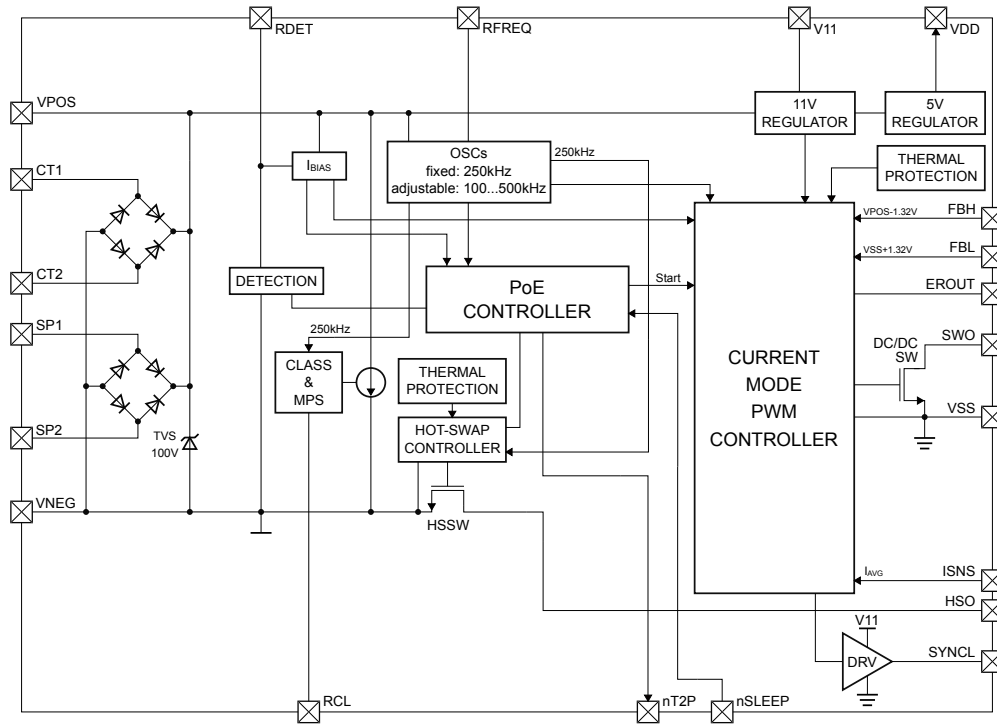 RDET
RFREQ
V11
VDD
VPOS
11V
REGULATOR
5V
REGULATOR
CT1
IBIAS
OSCs
fixed: 250kHz
adjustable: 100...500kHz
250kHz
THERMAL
PROTECTION
VPOS-1.32V
FBH
VSS+1.32V
FBL
CT2
DETECTION
PoE
CONTROLLER
Start
EROUT
SP1
250kHz
CLASS
&
MPS
THERMAL
PROTECTION
CURRENT
MODE
PWM
CONTROLLER
DC/DC
SW
SWO
SP2
TVS
100V
HOT-SWAP
CONTROLLER
VSS
VNEG
HSSW
IAVG
ISNS
HSO
V11
DRV
SYNCL
RCL
nT2P
nSLEEP